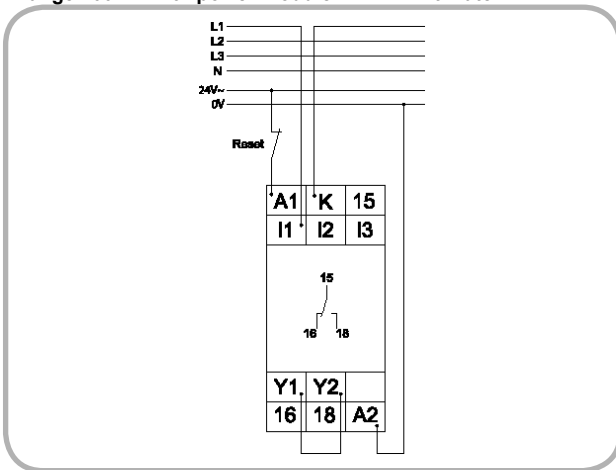 L1
L2
L3
N
24V~
0V
Reset
A1 K 15
I1 I2 I3
15
16 18
Y1 Y2
16 18 A2